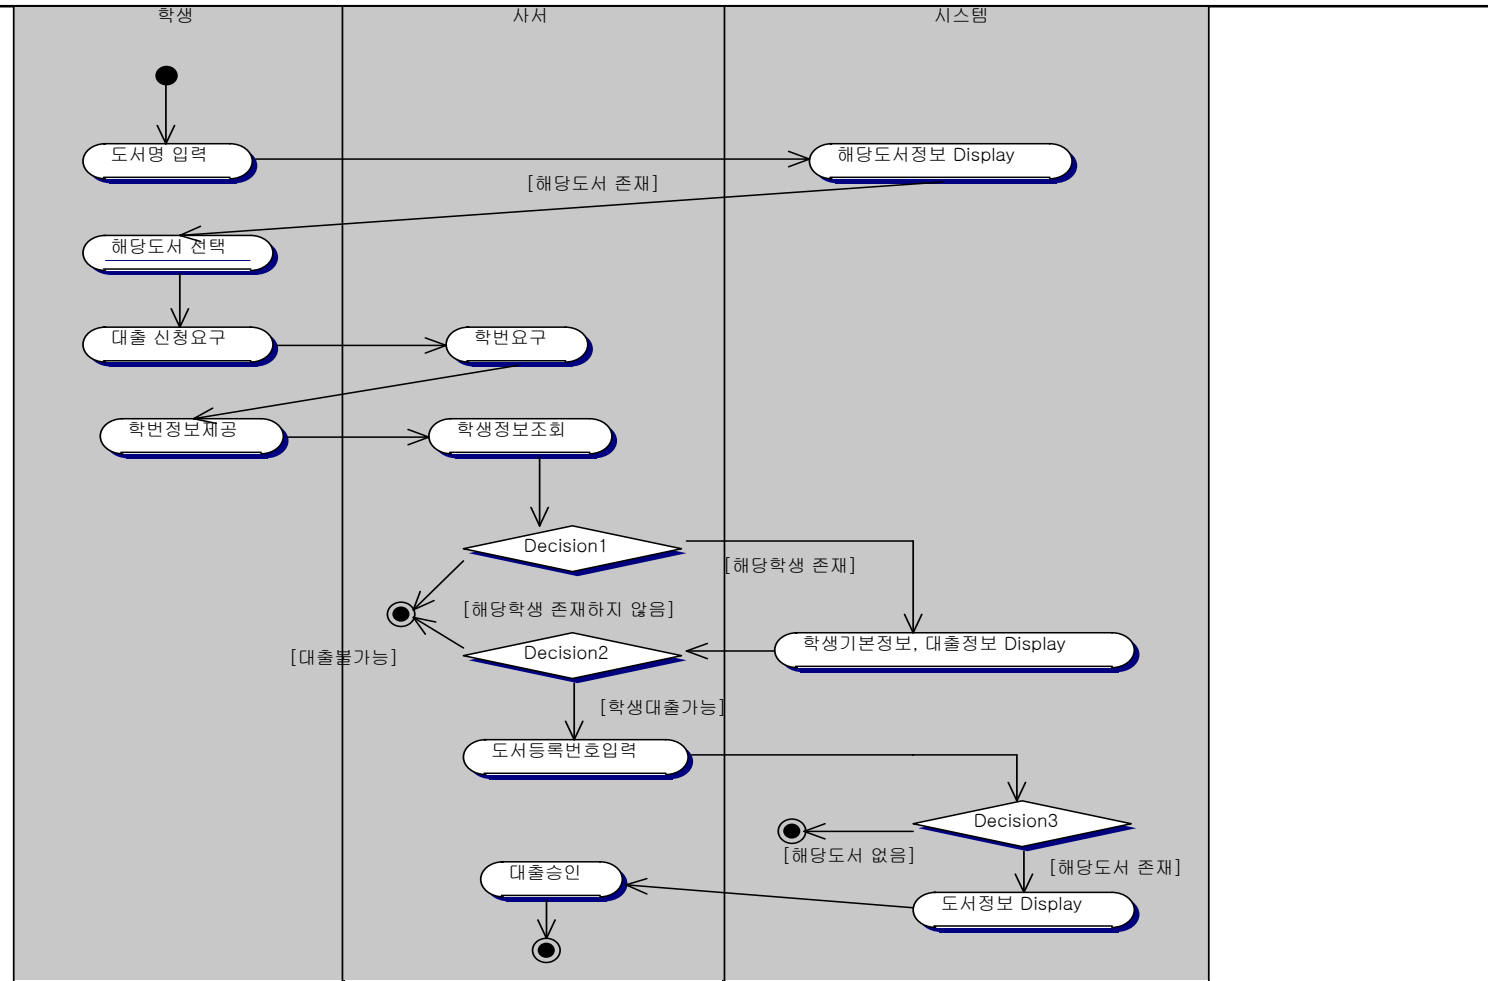 학생
사서
시스템
도서명 입력
해당도서정보 Display
[해당도서 존재]
해당도서 선택
대출 신청요구
학번요구
학번정보제공
학생정보조회
Decision1
[해당학생 존재]
[해당학생 존재하지 않음]
학생기본정보, 대출정보 Display
Decision2
[대출불가능]
[학생대출가능]
도서등록번호입력
Decision3
[해당도서 없음]
[해당도서 존재]
대출승인
도서정보 Display